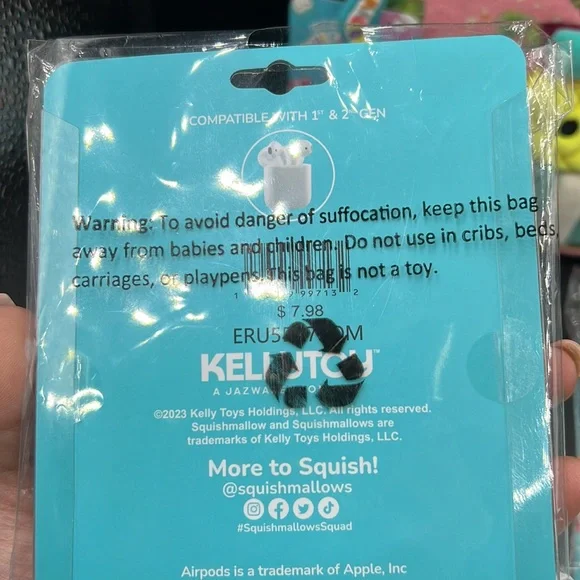 COMPATIBLE WITH 1ST & 2ND GEN
Warning: To avoid danger of suffocation, keep this bag
away from babies and children. Do not use in cribs, beds,
carriages, or playpens. This bag is not a toy.
$ 7.98
KELLYTOY
A JAZWARES
©2023 Kelly Toys Holdings, LLC. All rights reserved.
Squishmallow and Squishmallows are
trademarks of Kelly Toys Holdings, LLC.
More to Squish!
@squishmallows
#SquishmallowsSquad
Airpods is a trademark of Apple, Inc